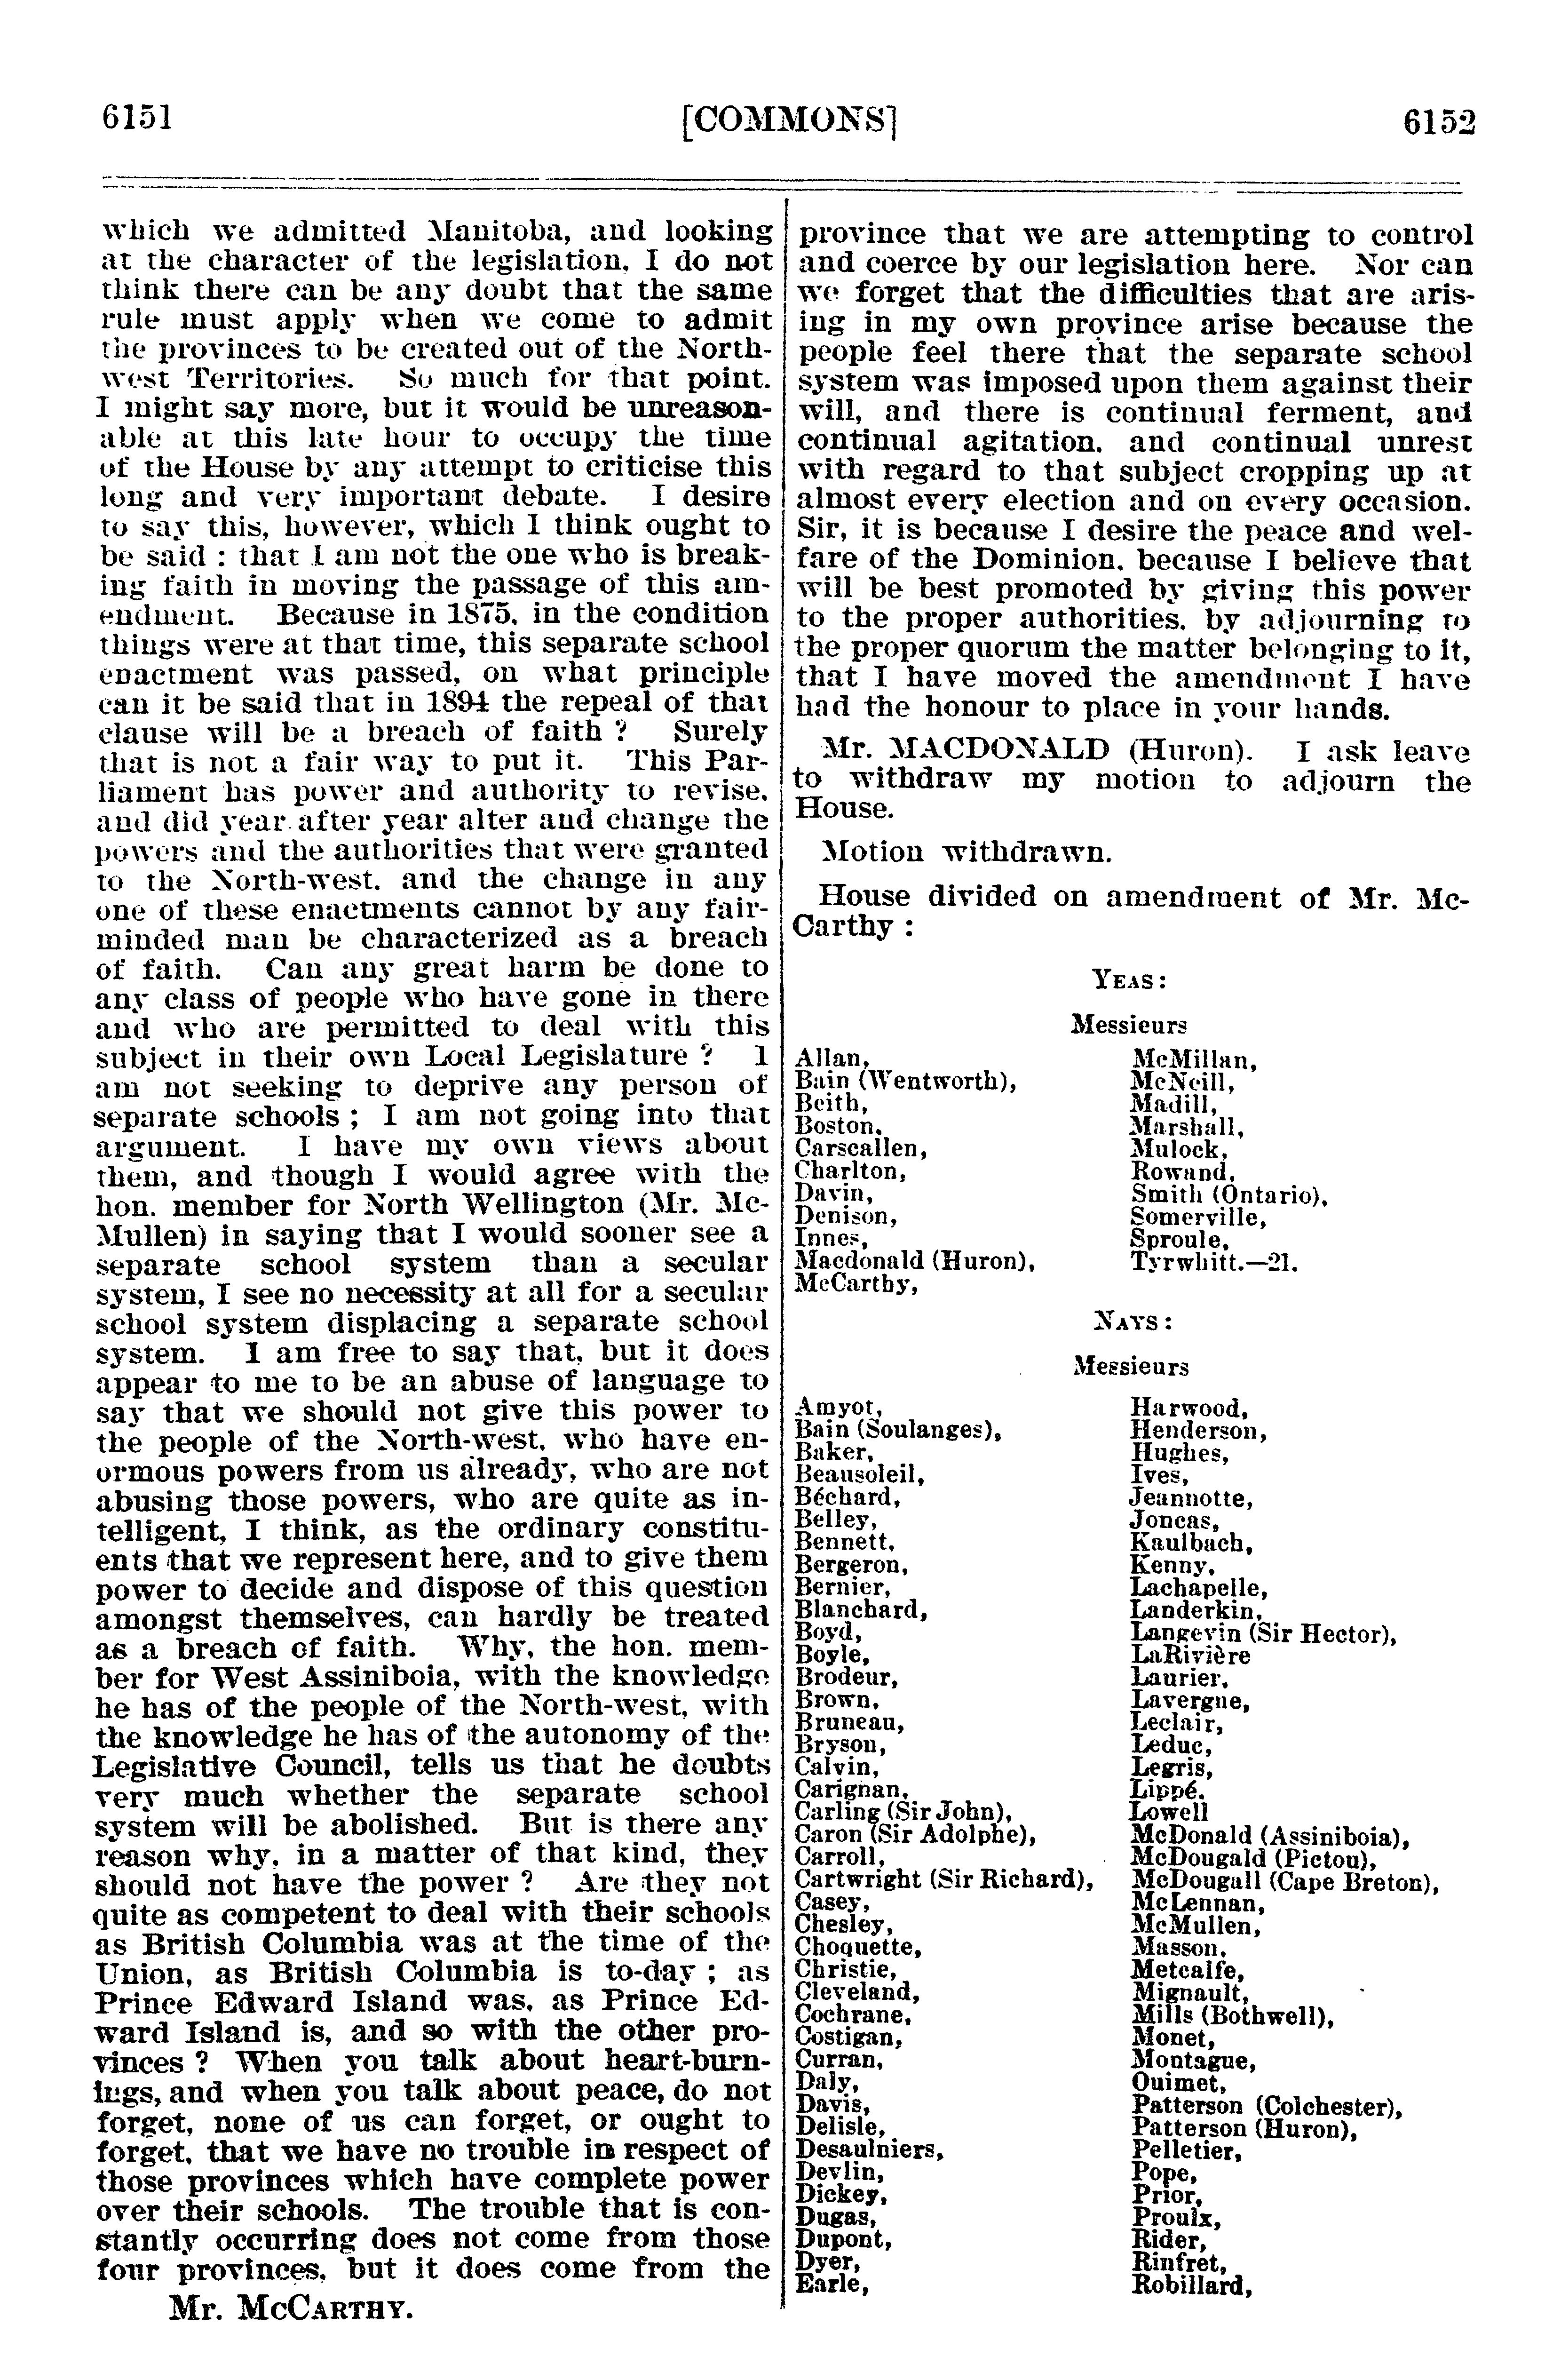 6151
[COMMONS]
6152
which we admitted Manitoba, and looking
at the character of the legislation, I do not
think there can be any doubt that the same
rule must apply when we come to admit
the provinces to be created out of the North-
west Territories. So much for that point.
I might say more, but it would be unreason-
able at this late hour to occupy the time
of the House by any attempt to criticise this
long and very important debate. I desire
to say this, however, which I think ought to
be said : that I am not the one who is break-
ing faith in moving the passage of this am-
endment. Because in 1875, in the condition
things were at that time, this separate school
enactment was passed, on what principle
can it be said that in 1894 the repeal of that
clause will be a breach of faith ? Surely
that is not a fair way to put it. This Par-
liament has power and authority to revise,
and did year after year alter and change the
powers and the authorities that were granted
to the North-west, and the change in any
one of these enactments cannot by any fair-
minded man be characterized as a breach
of faith. Can any great harm be done to
any class of people who have gone in there
and who are permitted to deal with this
subject in their own Local Legislature ? I
am not seeking to deprive any person of
separate schools ; I am not going into that
argument. I have my own views about
them, and though I would agree with the
hon. member for North Wellington (Mr. Mc-
Mullen) in saying that I would sooner see a
separate school system than a secular
system, I see no necessity at all for a secular
school system displacing a separate school
system. I am free to say that, but it does
appear to me to be an abuse of language to
say that we should not give this power to
the people of the North-west, who have en-
ormous powers from us already, who are not
abusing those powers, who are quite as in-
telligent, I think, as the ordinary constitu-
ents that we represent here, and to give them
power to decide and dispose of this question
amongst themselves, can hardly be treated
as a breach of faith. Why, the hon. mem-
ber for West Assiniboia, with the knowledge
he has of the people of the North-west, with
the knowledge he has of the autonomy of the
Legislative Council, tells us that he doubts
very much whether the separate school
system will be abolished. But is there any
reason why, in a matter of that kind, they
should not have the power ? Are they not
quite as competent to deal with their schools
as British Columbia was at the time of the
Union, as British Columbia is to-day ; as
Prince Edward Island was, as Prince Ed-
ward Island is, and so with the other pro-
vinces ? When you talk about heart-burn-
ings, and when you talk about peace, do not
forget, none of us can forget, or ought to
forget, that we have no trouble in respect of
those provinces which have complete power
over their schools. The trouble that is con-
stantly occurring does not come from those
four provinces, but it does come from the
Mr. McCARTHY.
province that we are attempting to control
and coerce by our legislation here. Nor can
we forget that the difficulties that are aris-
ing in my own province arise because the
people feel there that the separate school
system was imposed upon them against their
will, and there is continual ferment, and
continual agitation, and continual unrest
with regard to that subject cropping up at
almost every election and on every occasion.
Sir, it is because I desire the peace and wel-
fare of the Dominion, because I believe that
will be best promoted by giving this power
to the proper authorities, by adjourning to
the proper quorum the matter belonging to it,
that I have moved the amendment I have
had the honour to place in your hands.
Mr. MACDONALD (Huron). I ask leave
to withdraw my motion to adjourn the
House.
Motion withdrawn.
House divided on amendment of Mr. Mc-
Carthy :
YEAS :
Messieurs
Allan,
Bain (Wentworth),
Beith,
Boston,
Carscallen,
Charlton,
Davin,
Denison,
Innes,
Macdonald (Huron),
McCarthy,
McMillan,
McNeill,
Madill,
Marshall,
Mulock,
Rowand,
Smith (Ontario),
Somerville,
Sproule,
Tyrwhitt.—21.
NAYS :
Messieurs
Amyot,
Bain (Soulanges),
Baker,
Beausoleil,
Béchard,
Belley,
Bennett,
Bergeron,
Bernier,
Blanchard,
Boyd,
Boyle,
Brodeur,
Brown,
Bruneau,
Bryson,
Calvin,
Carignan,
Carling (Sir John),
Caron (Sir Adolphe),
Carroll,
Cartwright (Sir Richard),
Casey,
Chesley,
Choquette,
Christie,
Cleveland,
Cochrane,
Costigan,
Curran,
Daly,
Davis,
Delisle,
Desaulniers,
Devlin,
Dickey,
Dugas,
Dupont,
Dyer,
Earle,
Harwood,
Henderson,
Hughes,
Ives,
Jeannotte,
Joncas,
Kaulbach,
Kenny,
Lachapelle,
Landerkin,
Langevin (Sir Hector),
LaRivière
Laurier,
Lavergne,
Leclair,
Leduc,
Legris,
Lippé.
Lowell
McDonald (Assiniboia),
McDougald (Pictou),
McDougall (Cape Breton),
McLennan,
McMullen,
Masson,
Metcalfe,
Mignault,
Mills (Bothwell),
Monet,
Montague,
Ouimet,
Patterson (Colchester),
Patterson (Huron),
Pelletier,
Pope,
Prior,
Proulx,
Rider,
Rinfret,
Robillard,